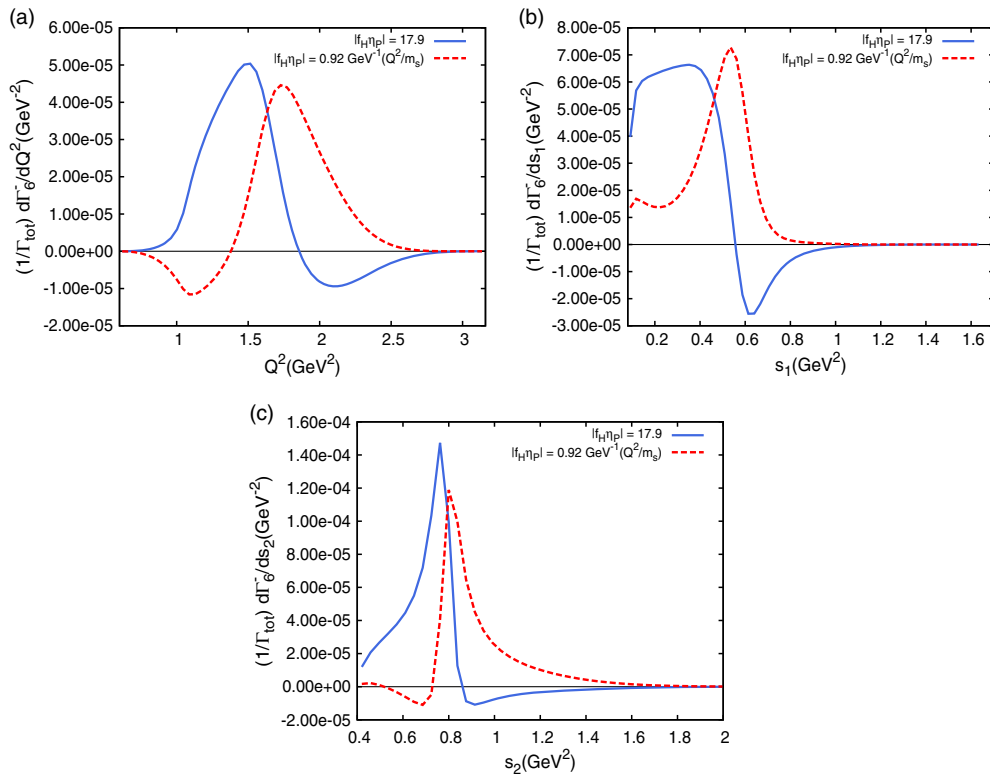 (a)
6.00e-05
5.00e-05
4.00e-05
3.00e-05
2.00e-05
1.00e-05
0.00e+00
-1.00e-05
-2.00e-05
(1/Γtot) dΓ6-/dQ2(GeV-2)
|fHηP| = 17.9
|fHηP| = 0.92 GeV-1(Q2/ms)
1 1.5 2 2.5 3
Q2(GeV2)
(b)
8.00e-05
7.00e-05
6.00e-05
5.00e-05
4.00e-05
3.00e-05
2.00e-05
1.00e-05
0.00e+00
-1.00e-05
-2.00e-05
-3.00e-05
(1/Γtot) dΓ6-/ds1(GeV-2)
|fHηP| = 17.9
|fHηP| = 0.92 GeV-1(Q2/ms)
0.2 0.4 0.6 0.8 1 1.2 1.4 1.6
s1(GeV2)
(c)
1.60e-04
1.40e-04
1.20e-04
1.00e-04
8.00e-05
6.00e-05
4.00e-05
2.00e-05
0.00e+00
-2.00e-05
(1/Γtot) dΓ6-/ds2(GeV-2)
|fHηP| = 17.9
|fHηP| = 0.92 GeV-1(Q2/ms)
0.4 0.6 0.8 1 1.2 1.4 1.6 1.8 2
s2(GeV2)